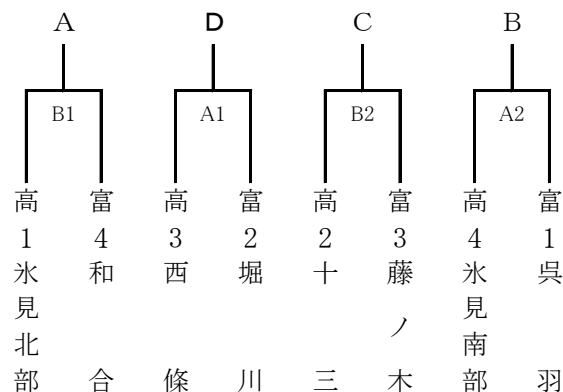 A D C B
B1 A1 B2 A2
高1氷見北部
富4和合
高3西條
富2堀川
高2十三
富3藤ノ木
高4氷見南部
富1呉羽